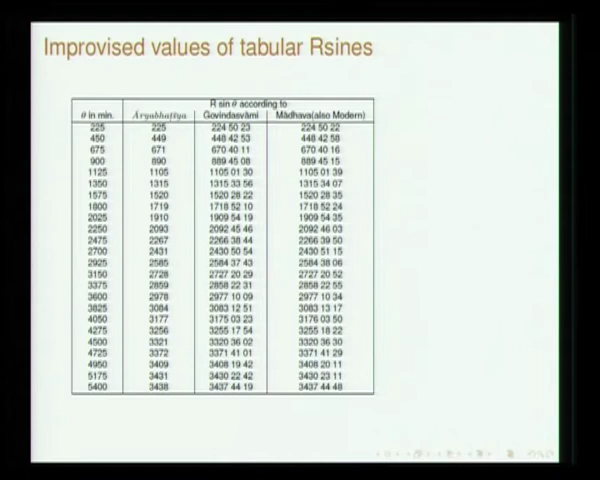 Improvised values of tabular Rsines
R sin θ according to
θ in min. Āryabhaṭīya Govindasvāmi Mādhava(also Modern)
225 225 224 50 23 224 50 22
450 449 448 42 53 448 42 58
675 671 670 40 11 670 40 16
900 890 889 45 08 889 45 15
1125 1105 1105 01 30 1105 01 39
1350 1315 1315 33 56 1315 34 07
1575 1520 1520 28 22 1520 28 35
1800 1719 1718 52 10 1718 52 24
2025 1910 1909 54 19 1909 54 35
2250 2093 2092 45 46 2092 46 03
2475 2267 2266 38 44 2266 39 50
2700 2431 2430 50 54 2430 51 15
2925 2585 2584 37 43 2584 38 06
3150 2728 2727 20 29 2727 20 52
3375 2859 2858 22 31 2858 22 55
3600 2978 2977 10 09 2977 10 34
3825 3084 3083 12 51 3083 13 17
4050 3177 3175 03 23 3176 03 50
4275 3256 3255 17 54 3255 18 22
4500 3321 3320 36 02 3320 36 30
4725 3372 3371 41 01 3371 41 29
4950 3409 3408 19 42 3408 20 11
5175 3431 3430 22 42 3430 23 11
5400 3438 3437 44 19 3437 44 48